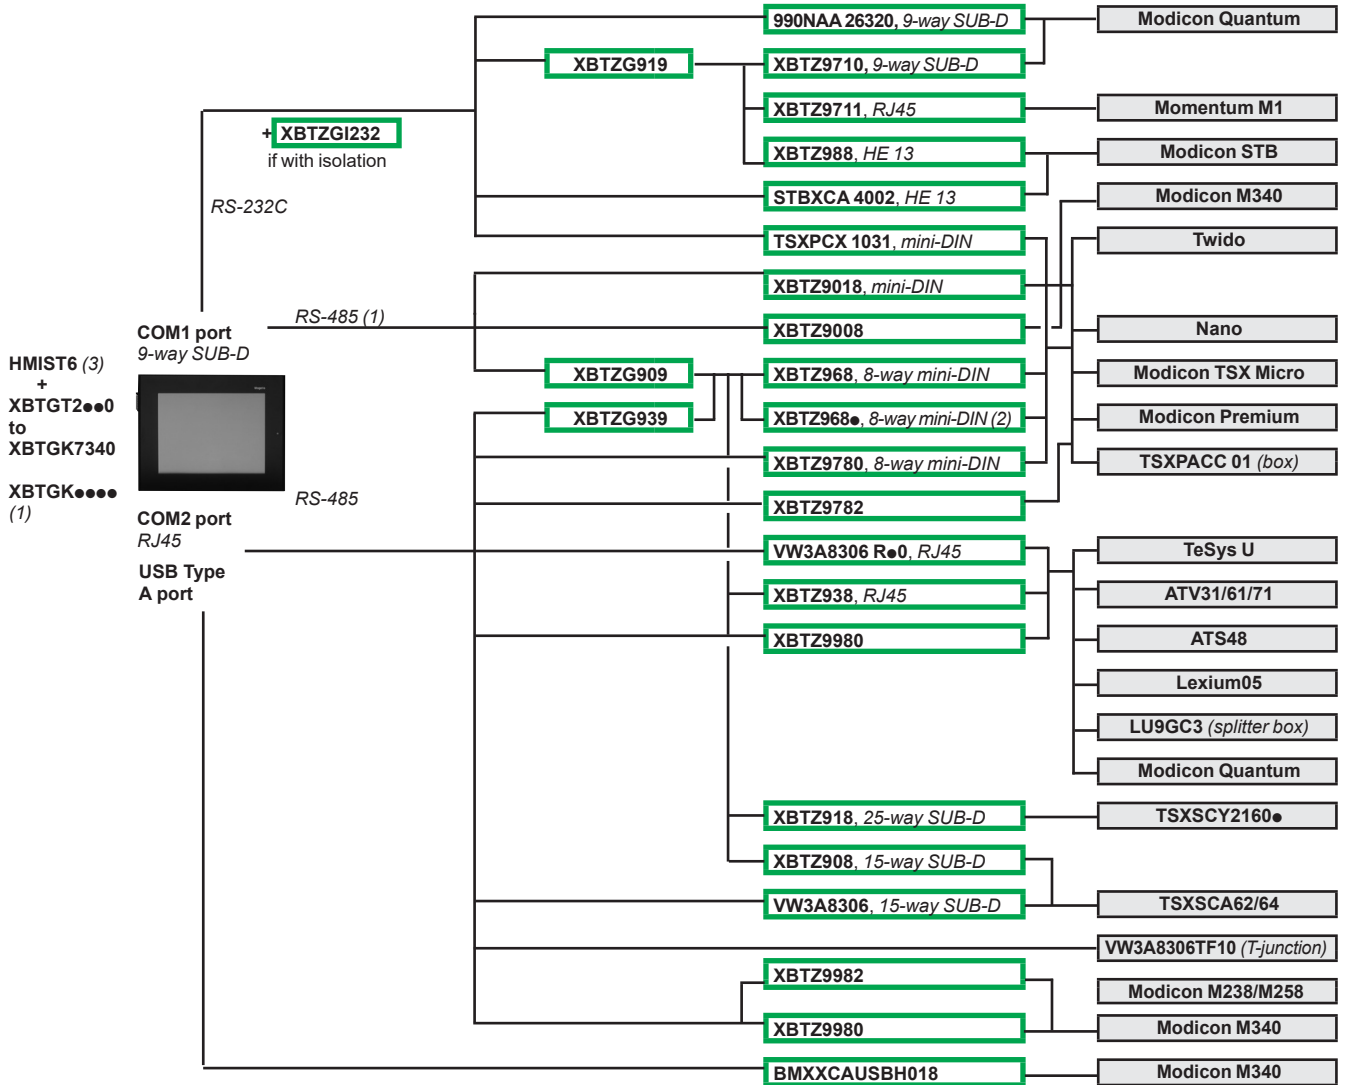 990NAA 26320, 9-way SUB-D
Modicon Quantum
XBTZG919
XBTZ9710, 9-way SUB-D
XBTZ9711, RJ45
Momentum M1
+ XBTZGI232
if with isolation
XBTZ988, HE 13
Modicon STB
RS-232C
STBXCA 4002, HE 13
Modicon M340
TSXPCX 1031, mini-DIN
Twido
XBTZ9018, mini-DIN
RS-485 (1)
COM1 port
9-way SUB-D
XBTZ9008
Nano
HMIST6 (3)
+
XBTGT2●●0
to
XBTGK7340
XBTGK●●●●
(1)
XBTZG909
XBTZ968, 8-way mini-DIN
Modicon TSX Micro
XBTZG939
XBTZ968●, 8-way mini-DIN (2)
Modicon Premium
XBTZ9780, 8-way mini-DIN
TSXPACC 01 (box)
RS-485
XBTZ9782
COM2 port
RJ45
USB Type
A port
VW3A8306 R●0, RJ45
TeSys U
XBTZ938, RJ45
ATV31/61/71
XBTZ9980
ATS48
Lexium05
LU9GC3 (splitter box)
Modicon Quantum
XBTZ918, 25-way SUB-D
TSXSCY2160●
XBTZ908, 15-way SUB-D
VW3A8306, 15-way SUB-D
TSXSCA62/64
VW3A8306TF10 (T-junction)
XBTZ9982
Modicon M238/M258
XBTZ9980
Modicon M340
BMXXCAUSBH018
Modicon M340